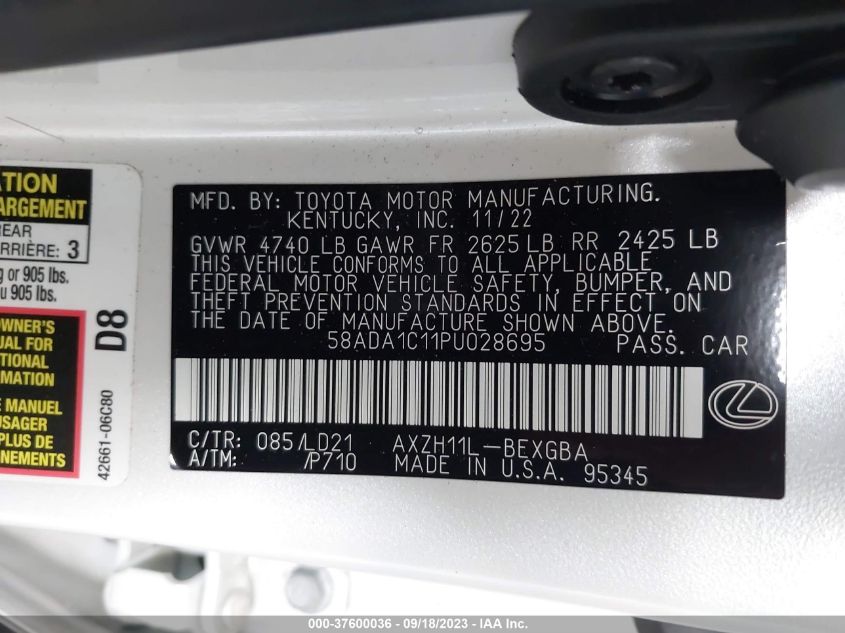 ATION
ARGEMENT
REAR
ARRIÈRE: 3
g or 905 lbs.
u 905 lbs.
OWNER'S
UAL FOR
TIONAL
MATION
E MANUEL
USAGER
PLUS DE
D8
42661-06C80
MFD. BY: TOYOTA MOTOR MANUFACTURING.
KENTUCKY, INC. 11/22
GVWR 4740 LB GAWR FR 2625 LB RR 2425 LB
THIS VEHICLE CONFORMS TO ALL APPLICABLE
FEDERAL MOTOR VEHICLE SAFETY, BUMPER, AND
THEFT PREVENTION STANDARDS IN EFFECT ON
THE DATE OF MANUFACTURE SHOWN ABOVE.
58ADA1C11PU028695 PASS. CAR
C/TR: 085/LD21 AXZH11L-BEXGBA
A/TM: /P710 MADE IN U.S.A. 95345
000-37600036 - 09/18/2023 - IAA Inc.